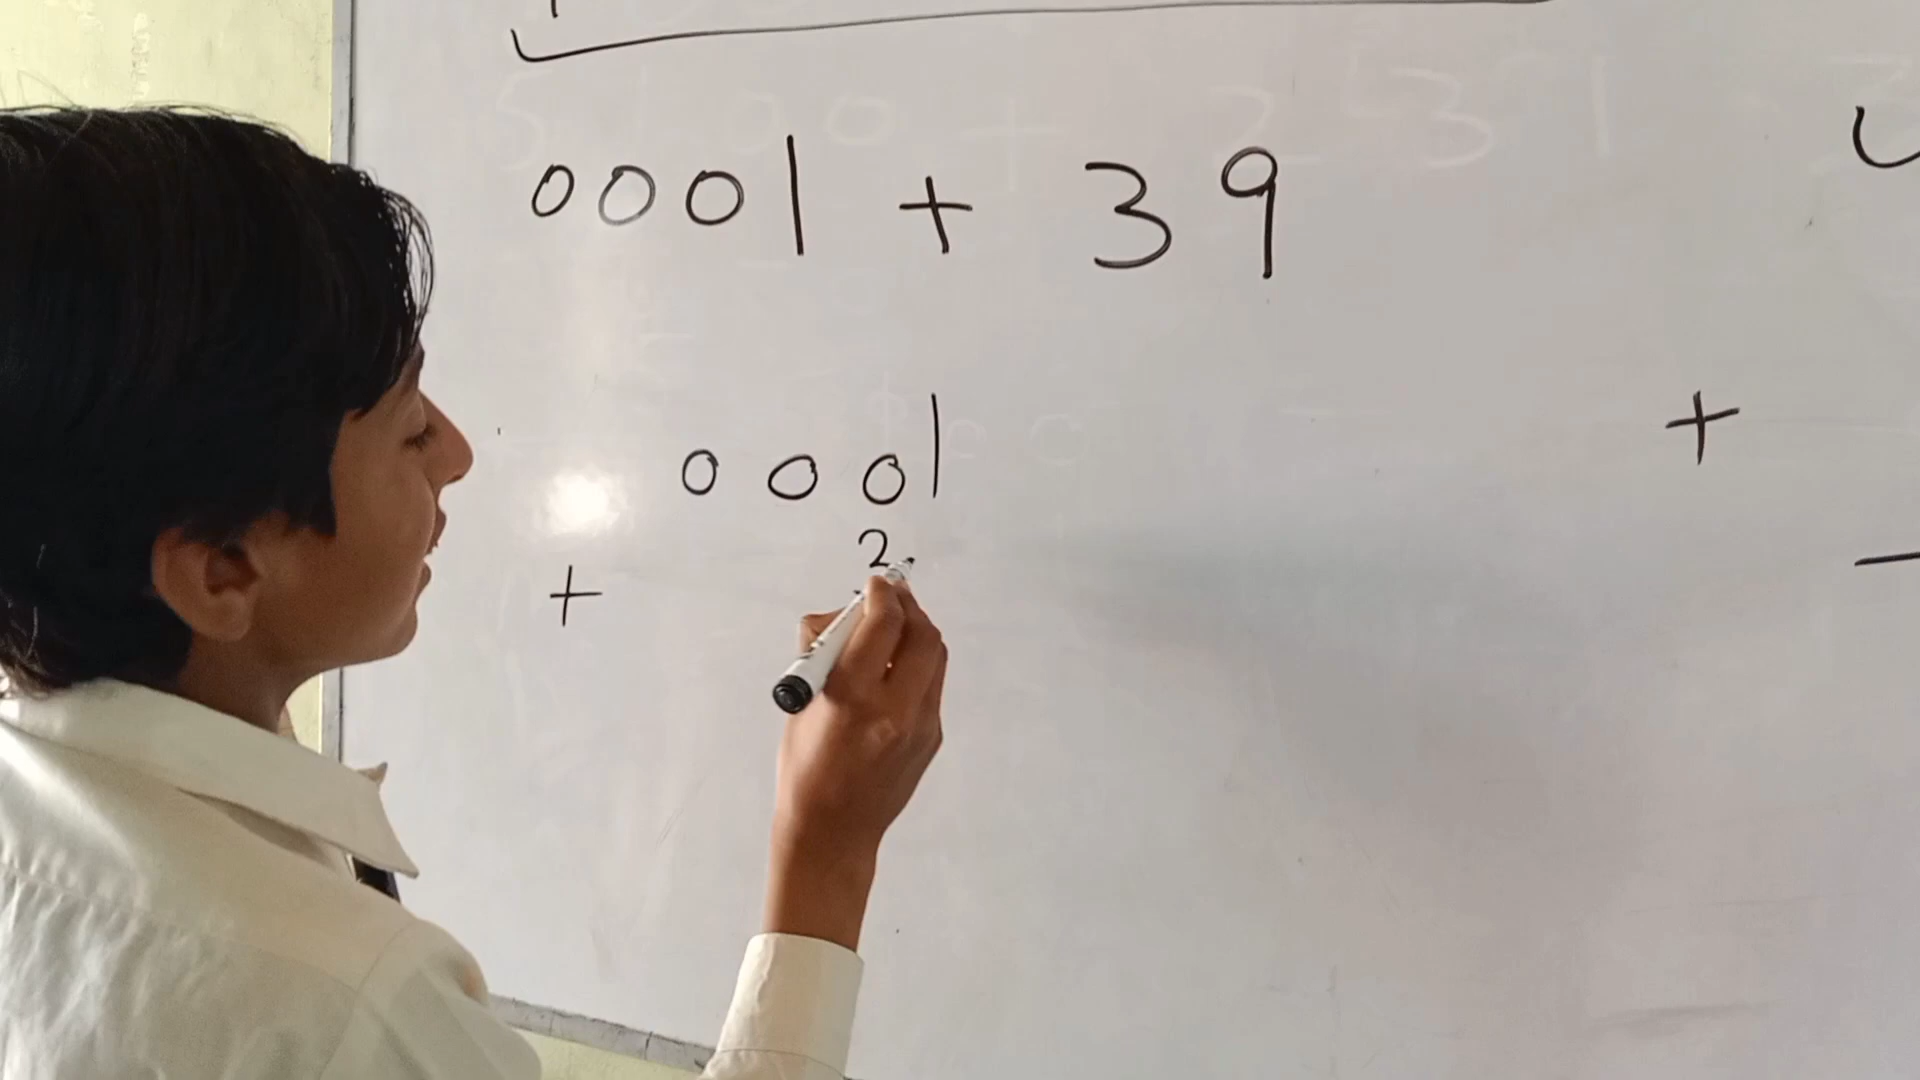 0001 + 39
0001
+ 2
+